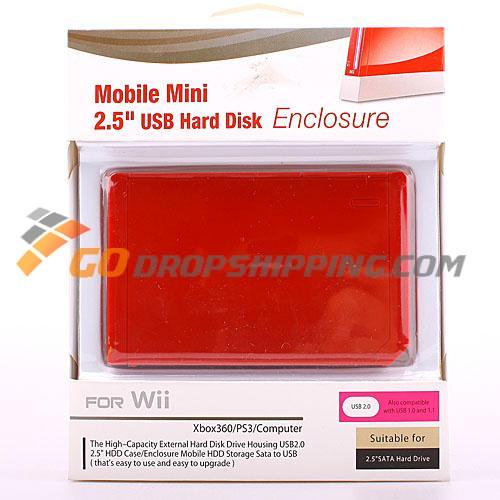 Mobile Mini
2.5" USB Hard Disk Enclosure
GODROPSHIPPING.COM
FOR Wii
Xbox360/PS3/Computer
The High-Capacity External Hard Disk Drive Housing USB2.0
2.5" HDD Case/Enclosure Mobile HDD Storage Sata to USB
( that's easy to use and easy to upgrade )
USB 2.0
Also compatible
with USB 1.0 and 1.1
Suitable for
2.5"SATA Hard Drive